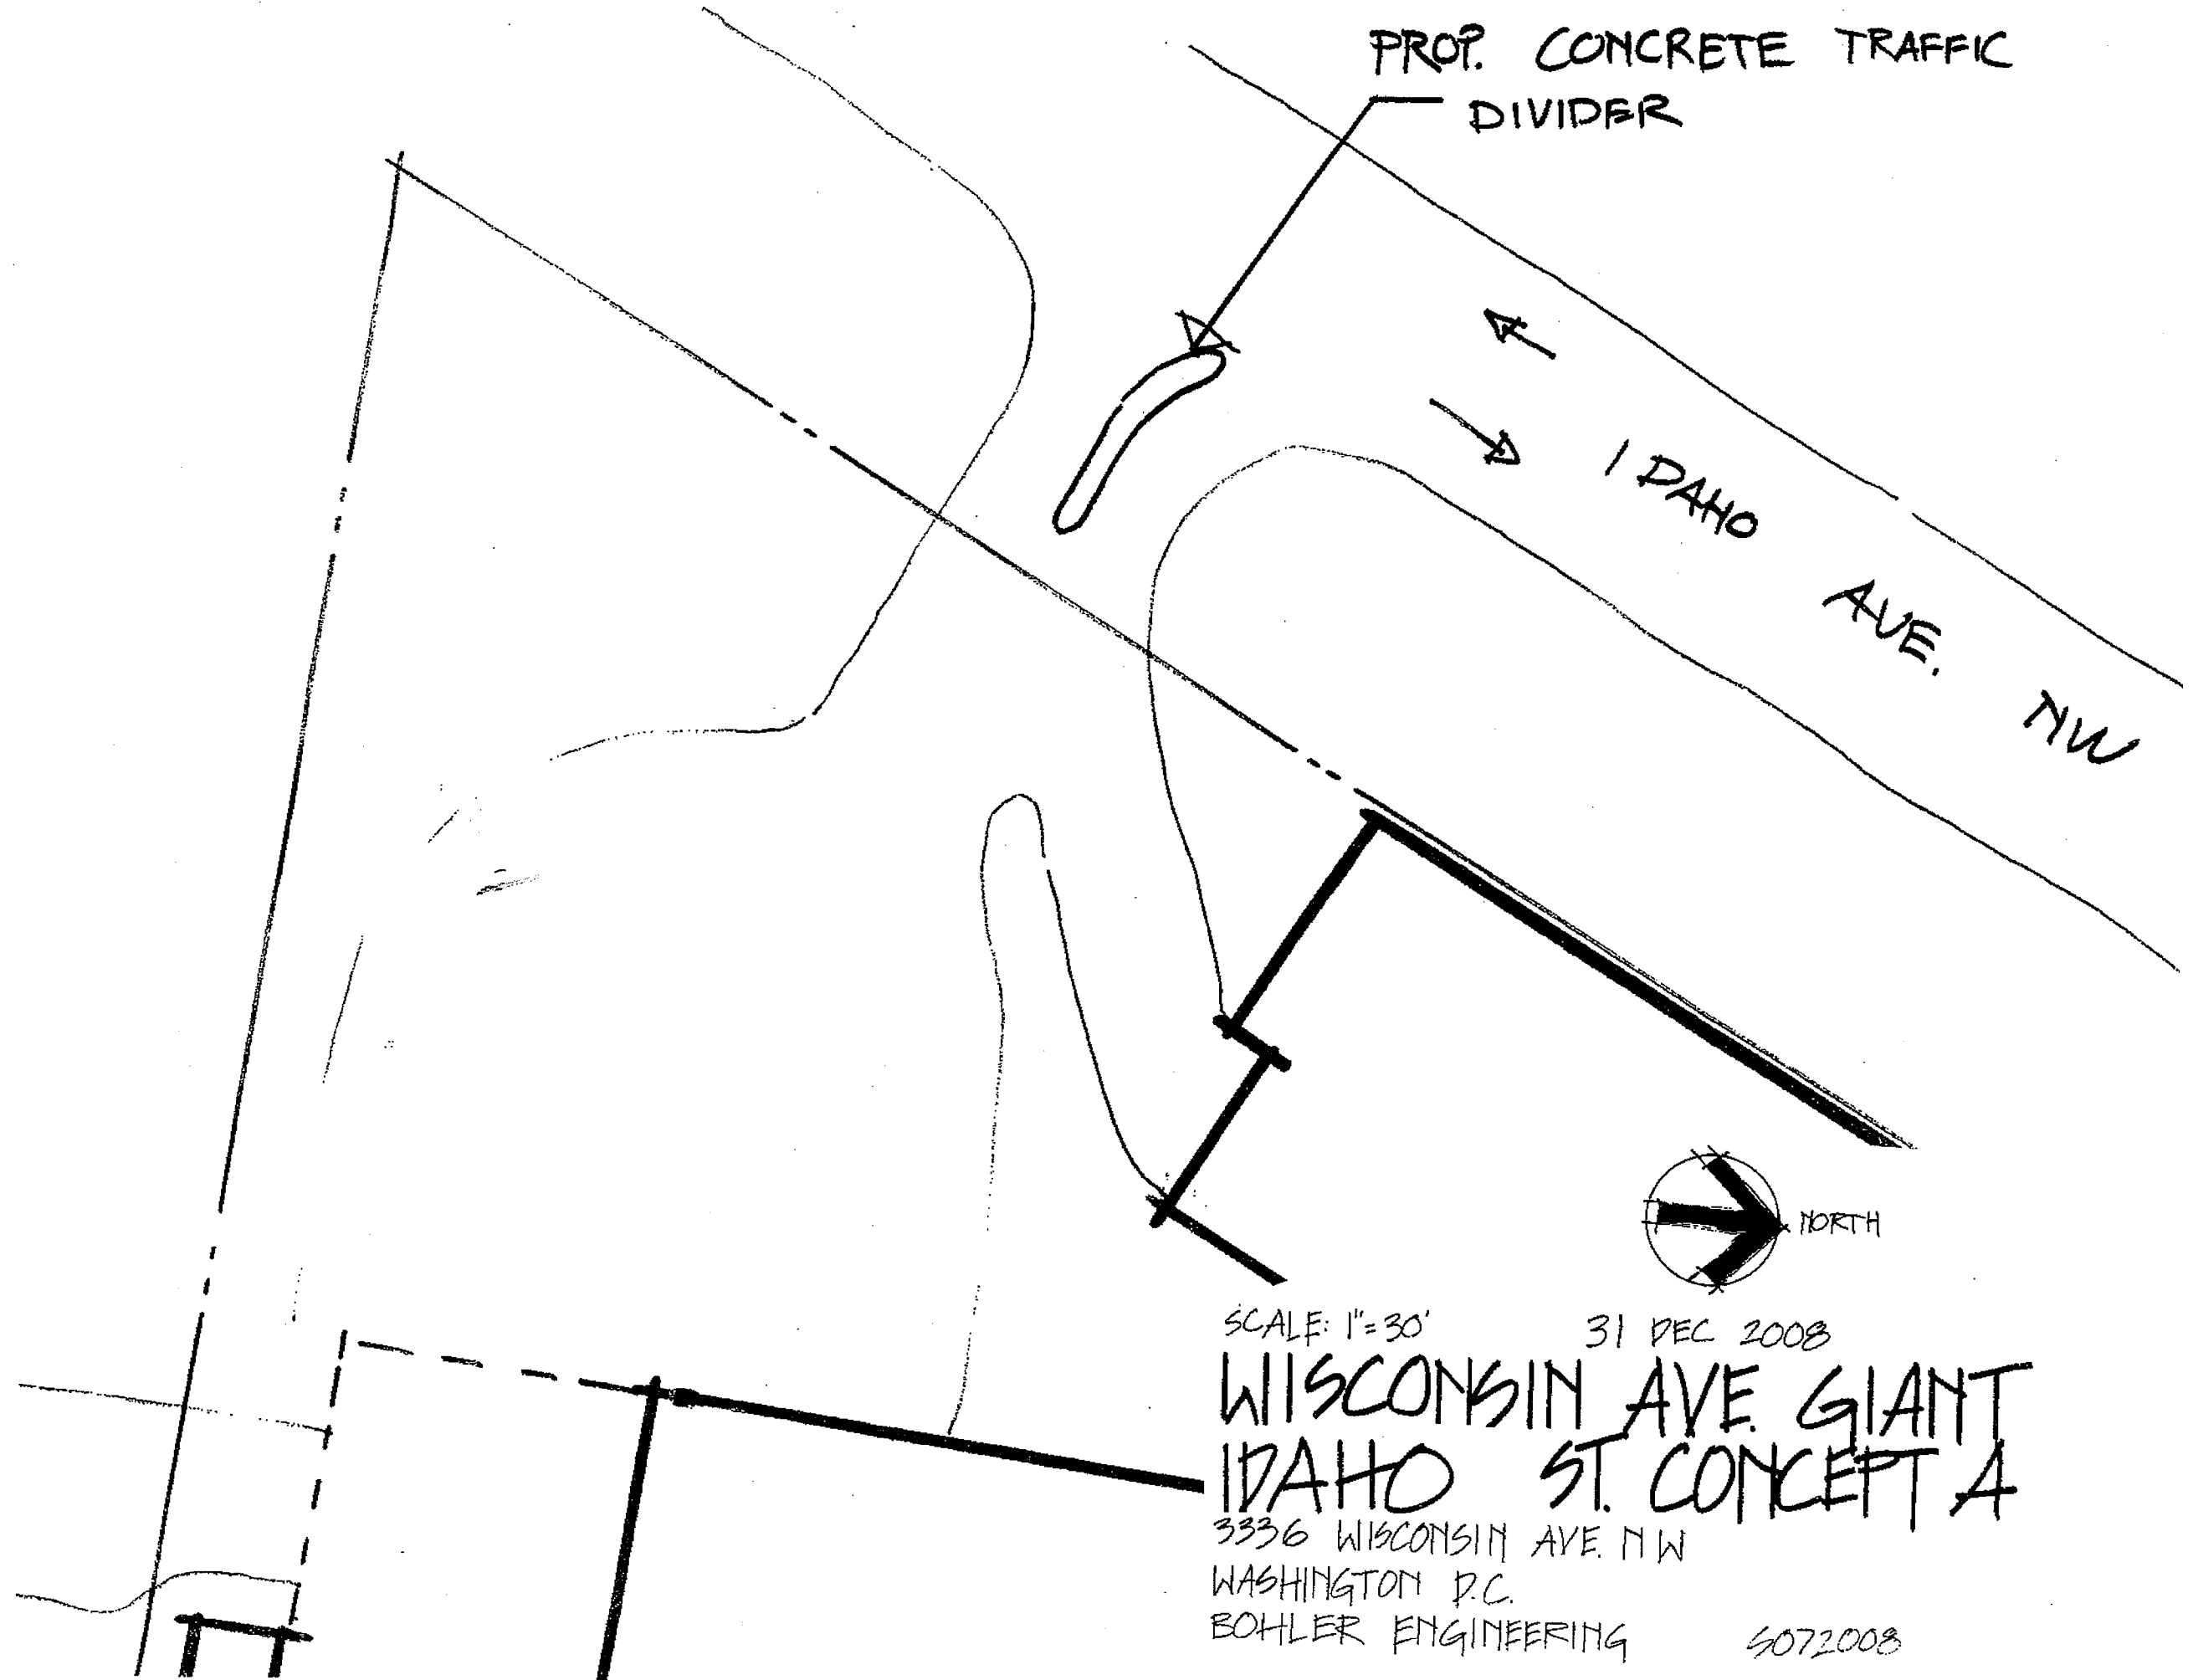 PROP. CONCRETE TRAFFIC
DIVIDER
IDAHO AVE. NW
NORTH
SCALE: 1"=30' 31 DEC 2008
WISCONSIN AVE. GIANT
IDAHO ST. CONCEPT A
3336 WISCONSIN AVE. NW
WASHINGTON D.C.
BOHLER ENGINEERING S072008